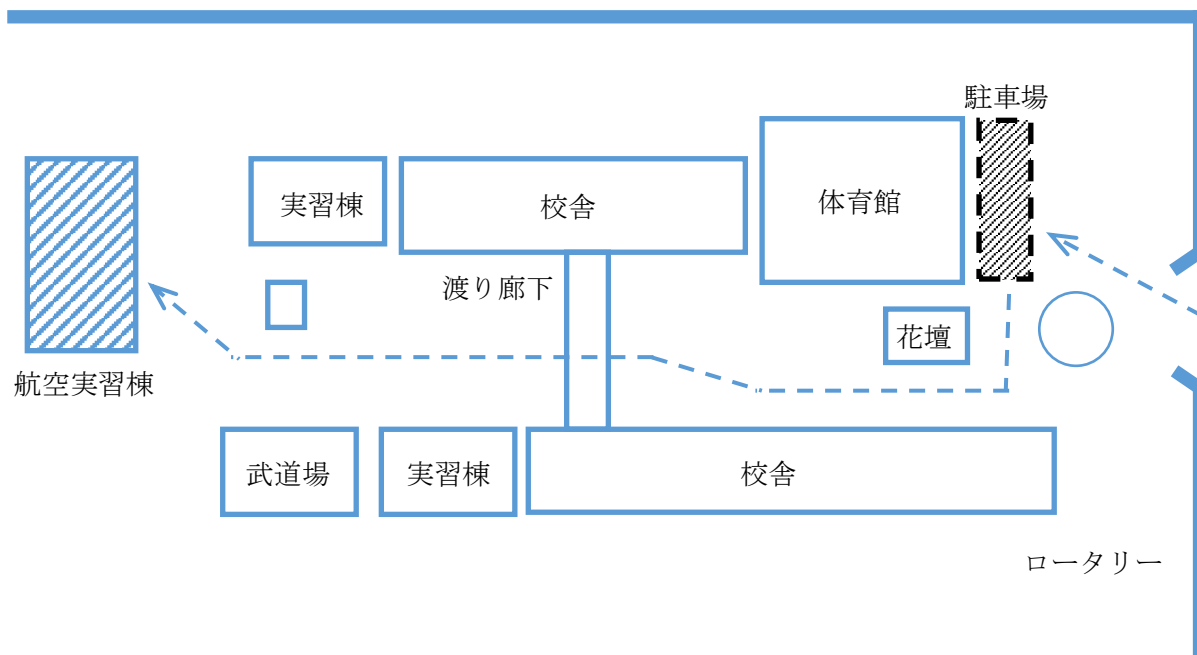 駐車場
実習棟
校舎
体育館
渡り廊下
花壇
航空実習棟
武道場
実習棟
校舎
ロータリー